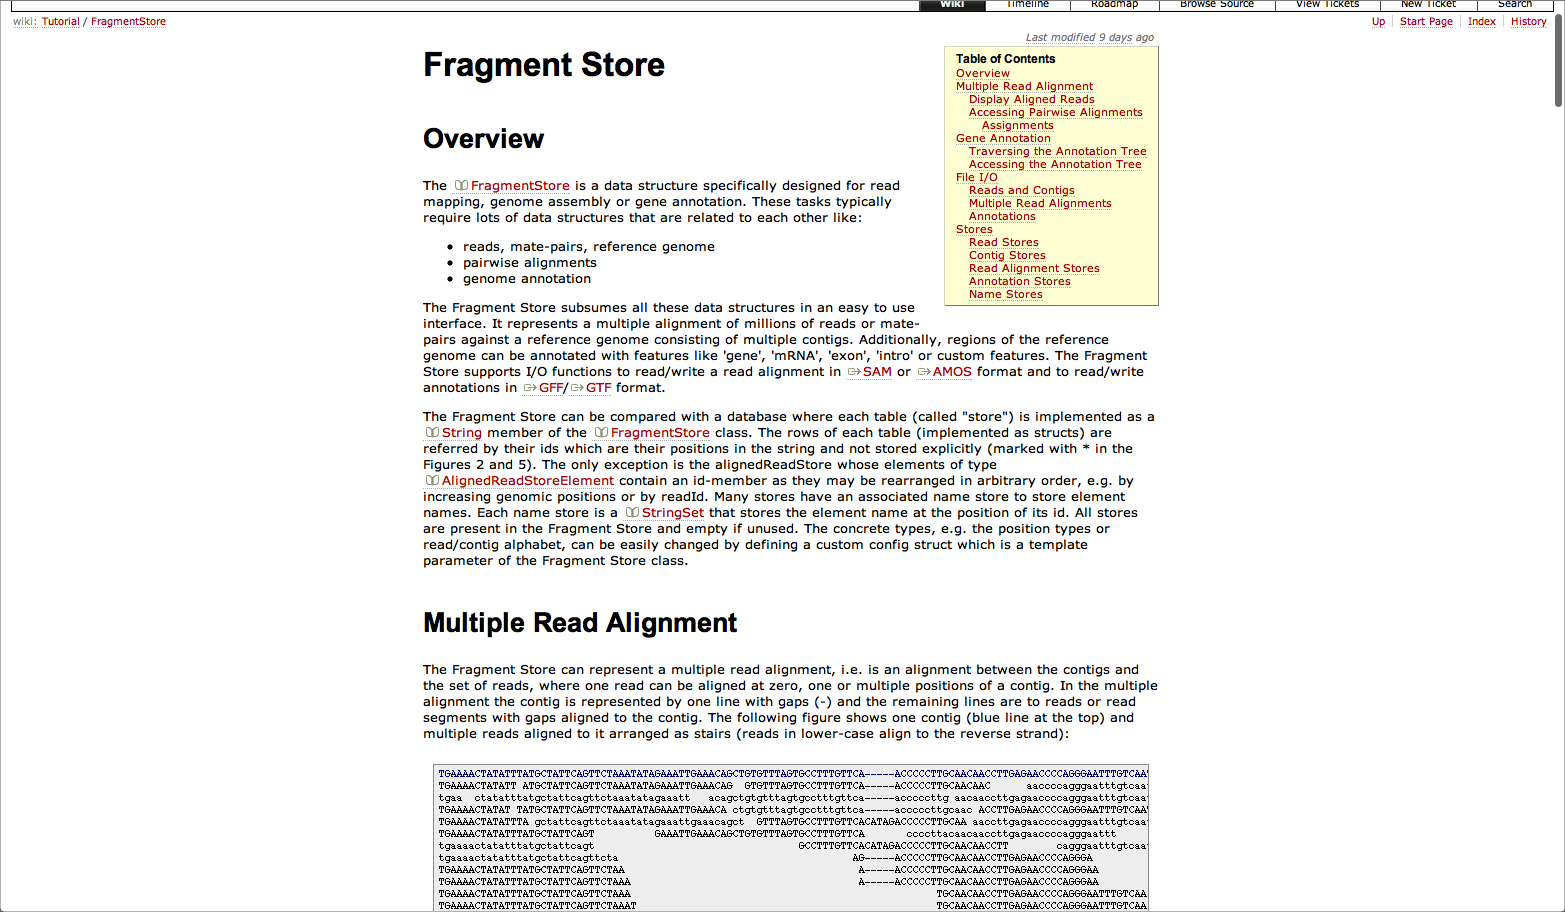 Wiki Timeline Roadmap Browse Source View Tickets New Ticket Search
wiki: Tutorial / FragmentStore
Up Start Page Index History
Last modified 9 days ago
Fragment Store
Table of Contents
Overview
Multiple Read Alignment
Display Aligned Reads
Accessing Pairwise Alignments
Assignments
Gene Annotation
Traversing the Annotation Tree
Accessing the Annotation Tree
File I/O
Reads and Contigs
Multiple Read Alignments
Annotations
Stores
Read Stores
Contig Stores
Read Alignment Stores
Annotation Stores
Name Stores
Overview
The FragmentStore is a data structure specifically designed for read
mapping, genome assembly or gene annotation. These tasks typically
require lots of data structures that are related to each other like:
• reads, mate-pairs, reference genome
• pairwise alignments
• genome annotation
The Fragment Store subsumes all these data structures in an easy to use
interface. It represents a multiple alignment of millions of reads or mate-
pairs against a reference genome consisting of multiple contigs. Additionally, regions of the reference
genome can be annotated with features like 'gene', 'mRNA', 'exon', 'intro' or custom features. The Fragment
Store supports I/O functions to read/write a read alignment in SAM or AMOS format and to read/write
annotations in GFF/ GTF format.
The Fragment Store can be compared with a database where each table (called "store") is implemented as a
String member of the FragmentStore class. The rows of each table (implemented as structs) are
referred by their ids which are their positions in the string and not stored explicitly (marked with * in the
Figures 2 and 5). The only exception is the alignedReadStore whose elements of type
AlignedReadStoreElement contain an id-member as they may be rearranged in arbitrary order, e.g. by
increasing genomic positions or by readId. Many stores have an associated name store to store element
names. Each name store is a StringSet that stores the element name at the position of its id. All stores
are present in the Fragment Store and empty if unused. The concrete types, e.g. the position types or
read/contig alphabet, can be easily changed by defining a custom config struct which is a template
parameter of the Fragment Store class.
Multiple Read Alignment
The Fragment Store can represent a multiple read alignment, i.e. is an alignment between the contigs and
the set of reads, where one read can be aligned at zero, one or multiple positions of a contig. In the multiple
alignment the contig is represented by one line with gaps (-) and the remaining lines are to reads or read
segments with gaps aligned to the contig. The following figure shows one contig (blue line at the top) and
multiple reads aligned to it arranged as stairs (reads in lower-case align to the reverse strand):
TGAAAACTATATTTATGCTATTCAGTTCTAAATATAGAAATTGAAACAGCTGTGTTTAGTGCCTTTGTTCA-----ACCCCCTTGCAACAACCTTGAGAACCCCAGGGAATTTGTCAAT
TGAAAACTATATT ATGCTATTCAGTTCTAAATATAGAAATTGAAACAG GTGTTTAGTGCCTTTGTTCA-----ACCCCCTTGCAACAAC aaccccagggaatttgtcaat
tgaa ctatatttatgctattcagttctaaatatagaaatt acagctgtgtttagtgcctttgttca-----acccccttg aacaaccttgagaaccccagggaatttgtcaat
TGAAAACTATAT TATGCTATTCAGTTCTAAATATAGAAATTGAAACA ctgtgtttagtgcctttgttca-----acccccttgcaac ACCTTGAGAACCCCAGGGAATTTGTCAAT
TGAAAACTATATTTA gctattcagttctaaatatagaaattgaaacagct GTTTAGTGCCTTTGTTCACATAGACCCCCTTGCAA aaccttgagaaccccagggaatttgtcaat
TGAAAACTATATTTATGCTATTCAGT GAAATTGAAACAGCTGTGTTTAGTGCCTTTGTTCA ccccttacaacaaccttgagaaccccagggaattt
tgaaaactatatttatgctattcagt GCCTTTGTTCACATAGACCCCCTTGCAACAACCTT cagggaatttgtcaat
tgaaaactatatttatgctattcagttcta AG-----ACCCCCTTGCAACAACCTTGAGAACCCCAGGGA
TGAAAACTATATTTATGCTATTCAGTTCTAA A-----ACCCCCTTGCAACAACCTTGAGAACCCCAGGGAA
TGAAAACTATATTTATGCTATTCAGTTCTAAA A-----ACCCCCTTGCAACAACCTTGAGAACCCCAGGGAA
TGAAAACTATATTTATGCTATTCAGTTCTAAA TGCAACAACCTTGAGAACCCCAGGGAATTTGTCAA
TGAAAACTATATTTATGCTATTCAGTTCTAAAT TGCAACAACCTTGAGAACCCCAGGGAATTTGTCAA